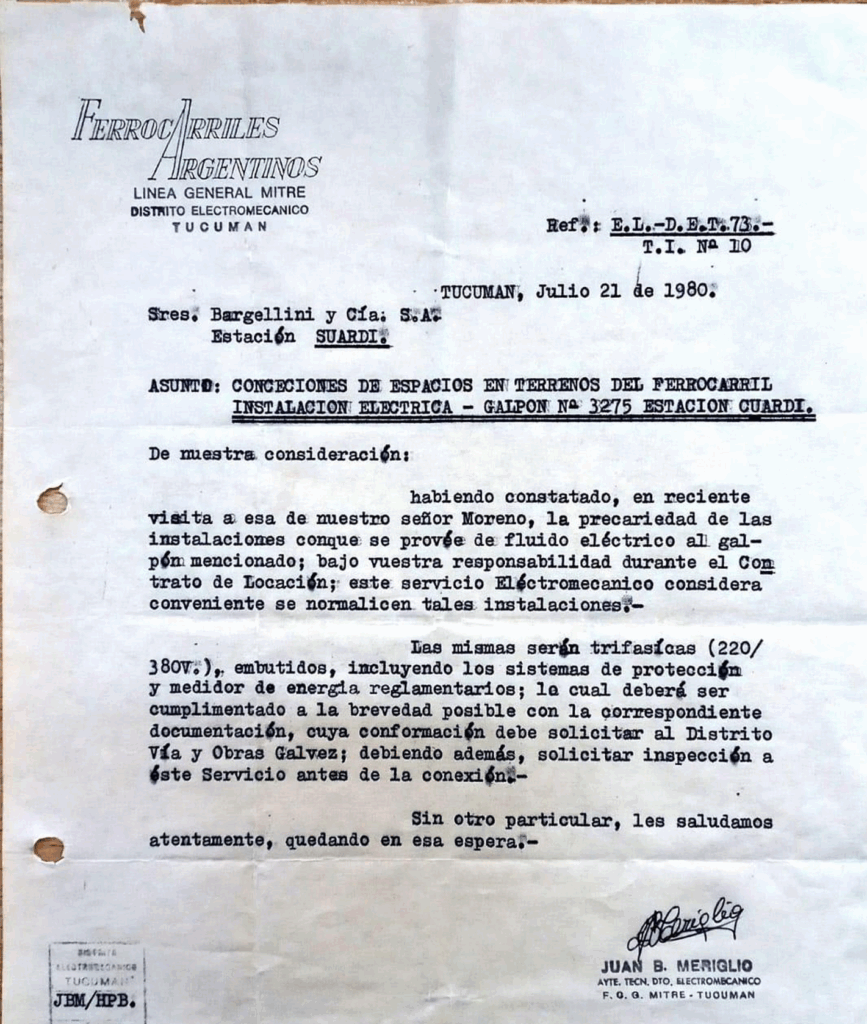 FERROCARRILES
ARGENTINOS
LINEA GENERAL MITRE
DISTRITO ELECTROMECANICO
TUCUMAN
Ref.: E.L.-D.E.T.73.-
T.I. Nº 10
TUCUMAN, Julio 21 de 1980.
Sres. Bargellini y Cía. S.A.
Estación SUARDI.
ASUNTO: CONCECIONES DE ESPACIOS EN TERRENOS DEL FERROCARRIL
INSTALACION ELECTRICA - GALPON Nº 3275 ESTACION CUARDI.
De nuestra consideración:
habiendo constatado, en reciente
visita a esa de nuestro señor Moreno, la precariedad de las
instalaciones conque se provée de fluido eléctrico al gal-
pón mencionado; bajo vuestra responsabilidad durante el Con
trato de Locación; este servicio Eléctromecanico considera
conveniente se normalicen tales instalaciones.-
Las mismas serán trifasícas (220/
380V.), embutidos, incluyendo los sistemas de protección
y medidor de energia reglamentarios; lo cual deberá ser
cumplimentado a la brevedad posible con la correspondiente
documentación, cuya conformación debe solicitar al Distrito
Vía y Obras Galvez; debiendo además, solicitar inspección a
éste Servicio antes de la conexión.-
Sin otro particular, les saludamos
atentamente, quedando en esa espera.-
JUAN B. MERIGLIO
AYTE. TECN. DTO. ELECTROMECANICO
F. G. G. MITRE - TUCUMAN
ELECTROMECANICO
TUCUMAN
JBM/HPB.